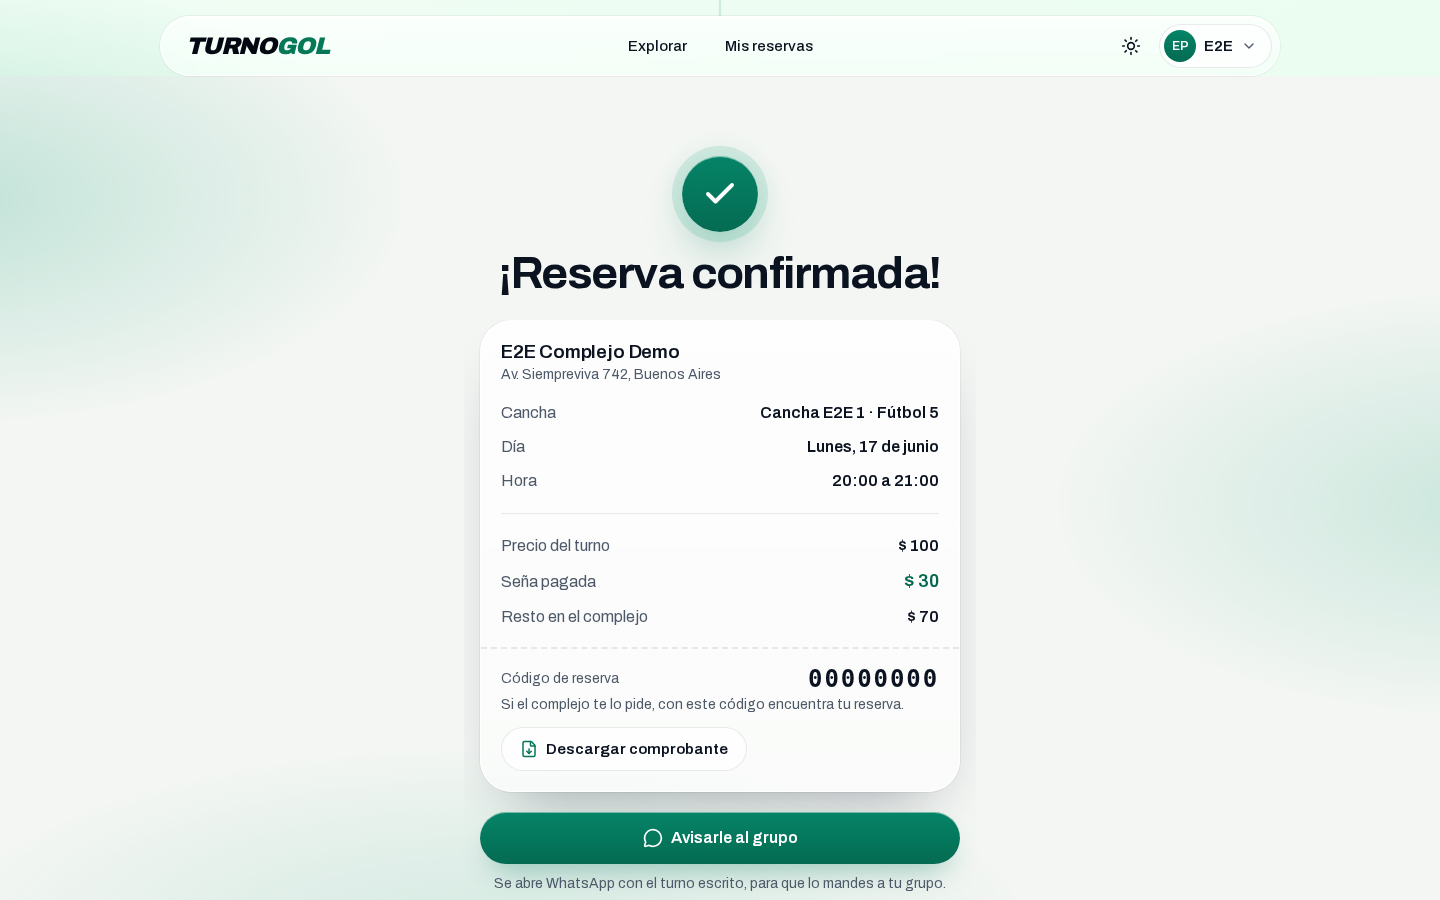 TURNOGOL
Explorar
Mis reservas
EP
E2E
¡Reserva confirmada!
E2E Complejo Demo
Av. Siempreviva 742, Buenos Aires
Cancha
Cancha E2E 1 · Fútbol 5
Día
Lunes, 17 de junio
Hora
20:00 a 21:00
Precio del turno
$ 100
Seña pagada
$ 30
Resto en el complejo
$ 70
Código de reserva
00000000
Si el complejo te lo pide, con este código encuentra tu reserva.
Descargar comprobante
Avisarle al grupo
Se abre WhatsApp con el turno escrito, para que lo mandes a tu grupo.